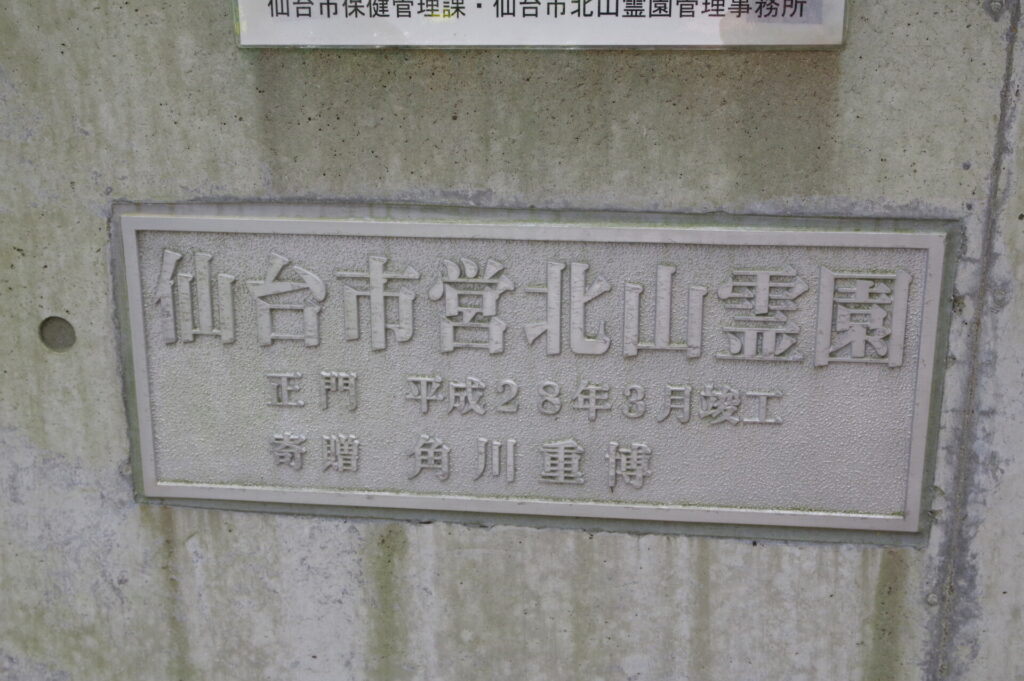 仙台市保健管理課・仙台市北山霊園管理事務所
仙台市営北山霊園
正門 平成28年3月竣工
寄贈 角川重博